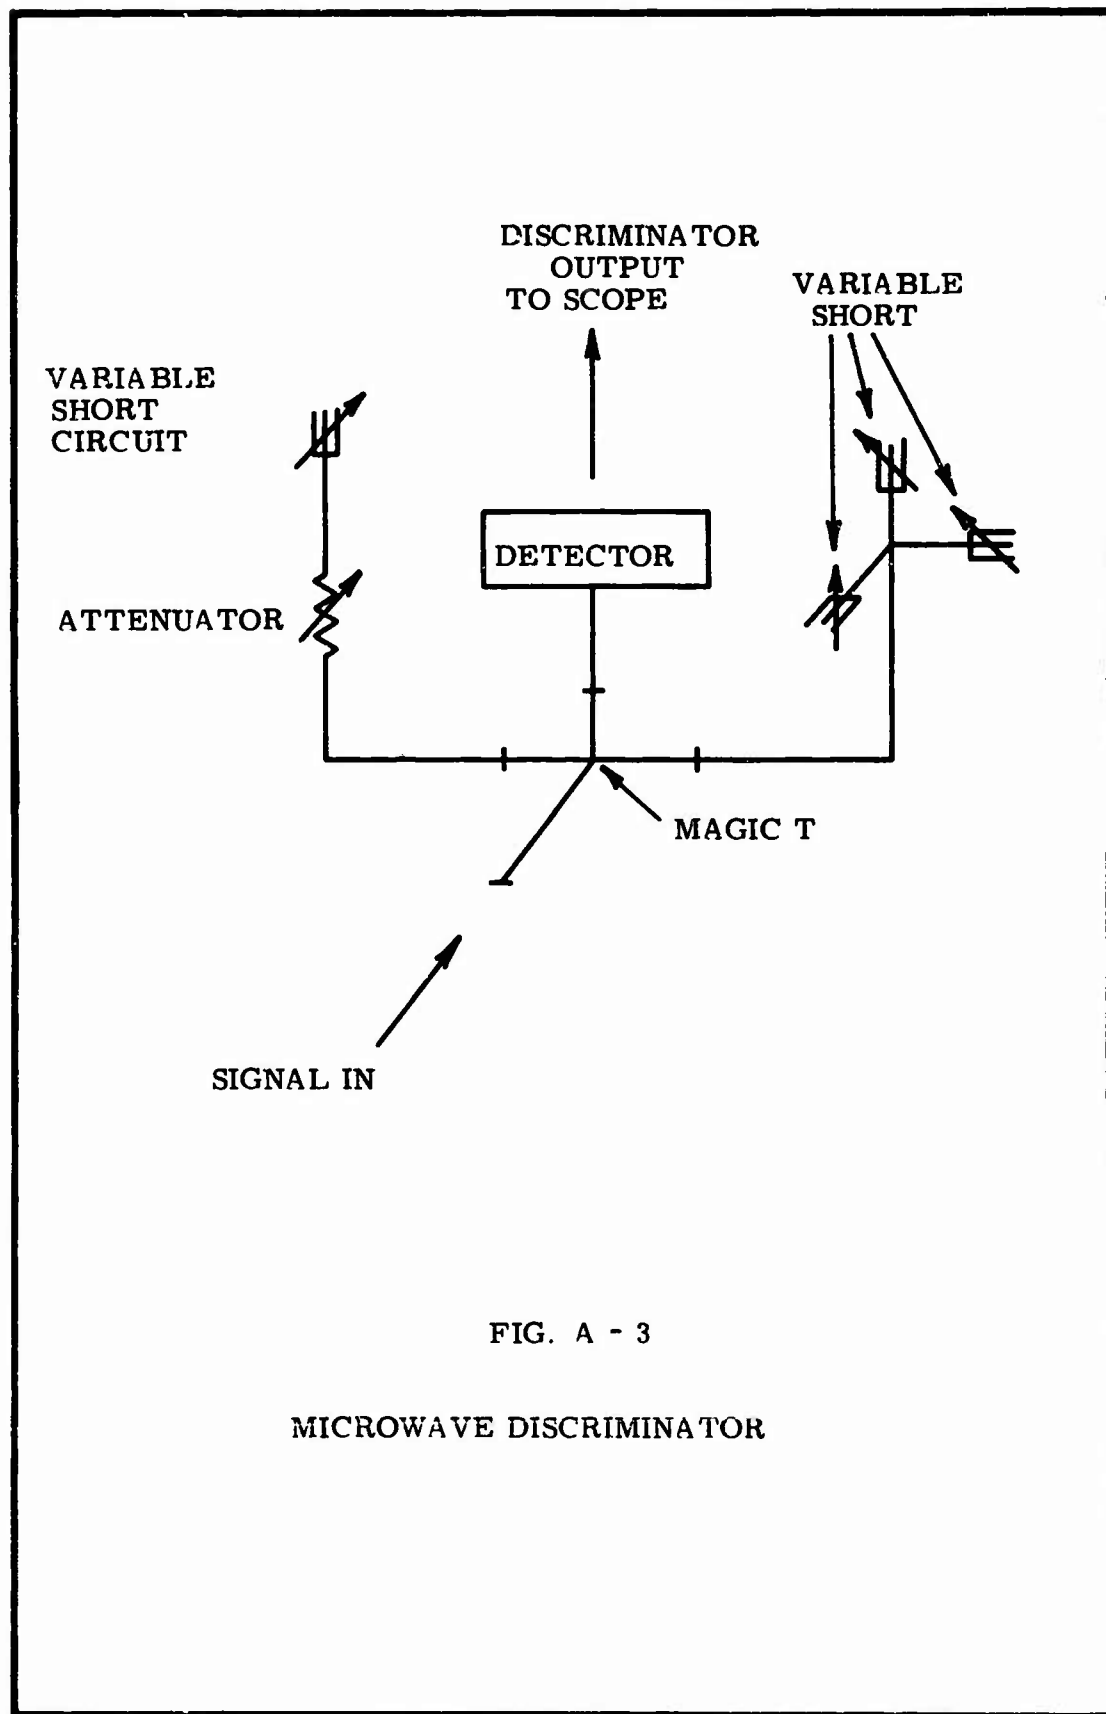 DISCRIMINATOR
OUTPUT
TO SCOPE
VARIABLE
SHORT
VARIABLE
SHORT
CIRCUIT
DETECTOR
ATTENUATOR
MAGIC T
SIGNAL IN
FIG. A - 3
MICROWAVE DISCRIMINATOR